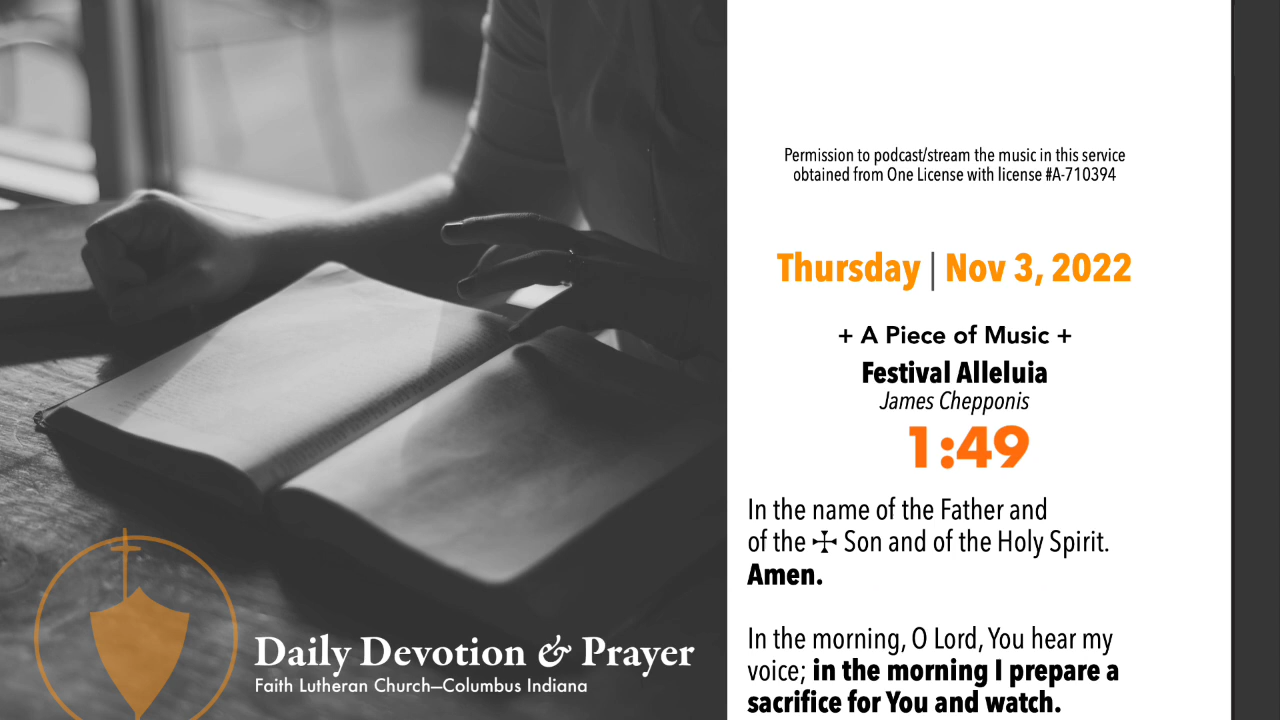 Permission to podcast/stream the music in this service
obtained from One License with license #A-710394
Thursday | Nov 3, 2022
+ A Piece of Music +
Festival Alleluia
James Chepponis
1:49
In the name of the Father and
of the ☩ Son and of the Holy Spirit.
Amen.
In the morning, O Lord, You hear my
voice; in the morning I prepare a
sacrifice for You and watch.
Daily Devotion & Prayer
Faith Lutheran Church—Columbus Indiana